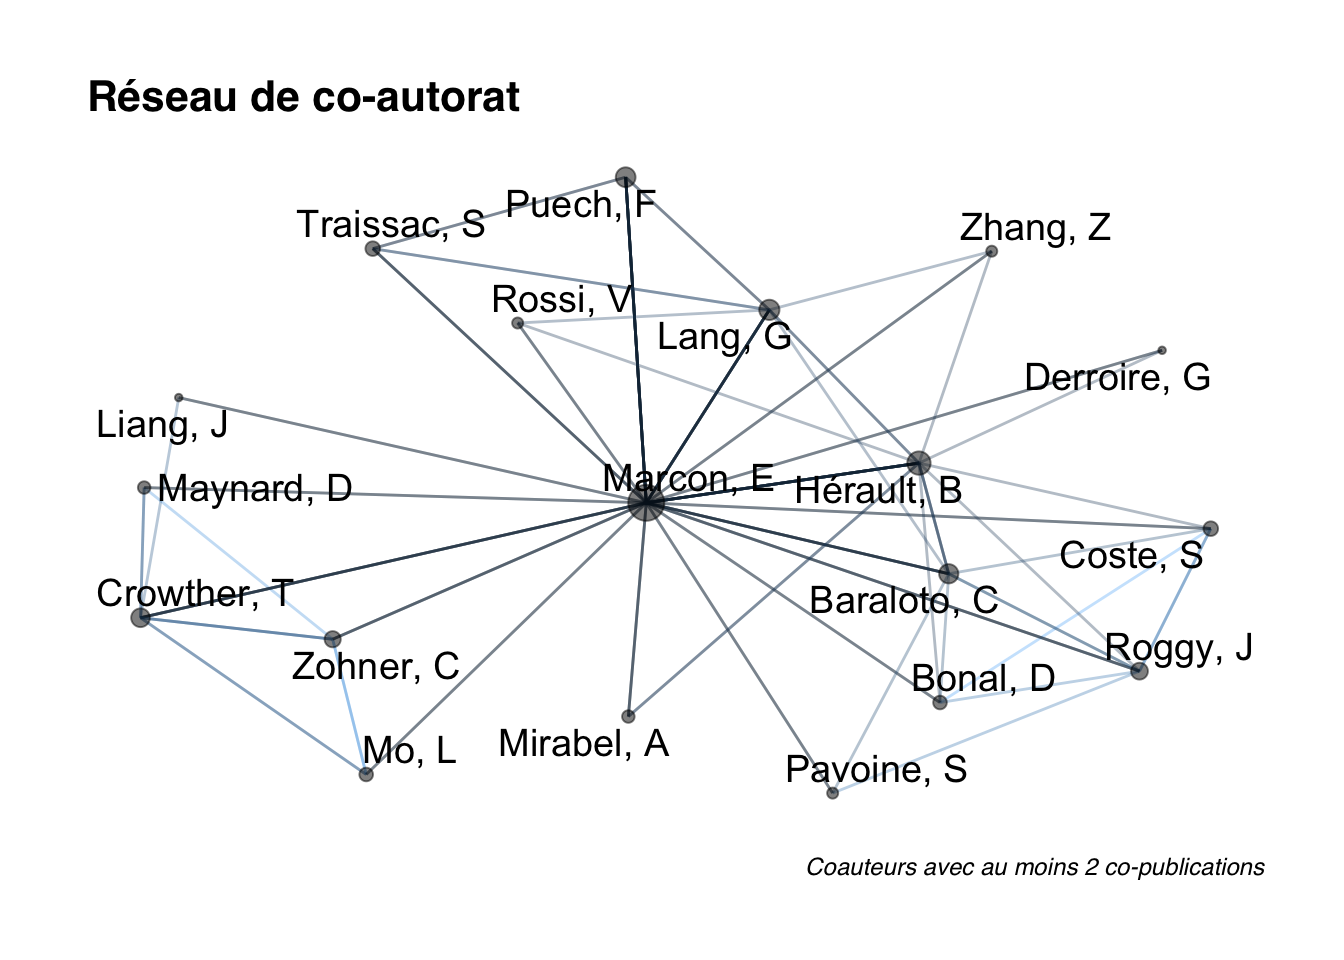 Réseau de co-autorat
Puech, F
Traissac, S
Zhang, Z
Rossi, V
Lang, G
Derroire, G
Liang, J
Marcon, E
Maynard, D
Hérault, B
Coste, S
Crowther, T
Baraloto, C
Roggy, J
Zohner, C
Bonal, D
Mirabel, A
Mo, L
Pavoine, S
Coauteurs avec au moins 2 co-publications